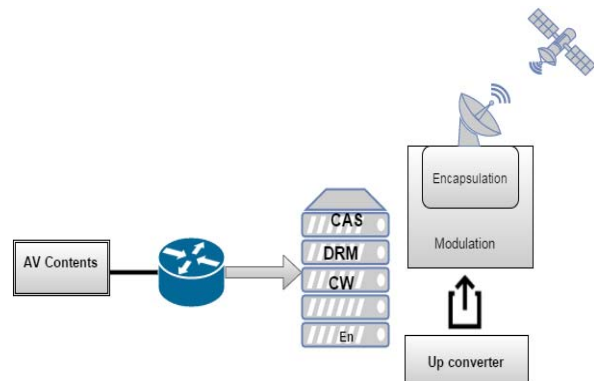 AV Contents
CAS
DRM
CW
En
Encapsulation
Modulation
Up converter